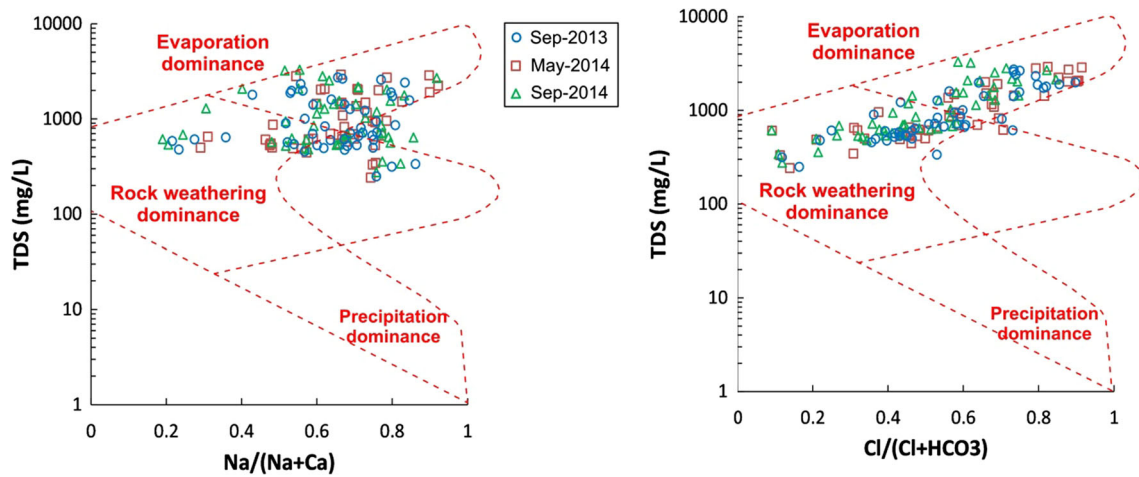 10000
1000
100
10
1
TDS (mg/L)
0
0.2
0.4
0.6
0.8
1
Na/(Na+Ca)
Evaporation
dominance
Rock weathering
dominance
Precipitation
dominance
Sep-2013
May-2014
Sep-2014
10000
1000
100
10
1
TDS (mg/L)
0
0.2
0.4
0.6
0.8
1
Cl/(Cl+HCO3)
Evaporation
dominance
Rock weathering
dominance
Precipitation
dominance